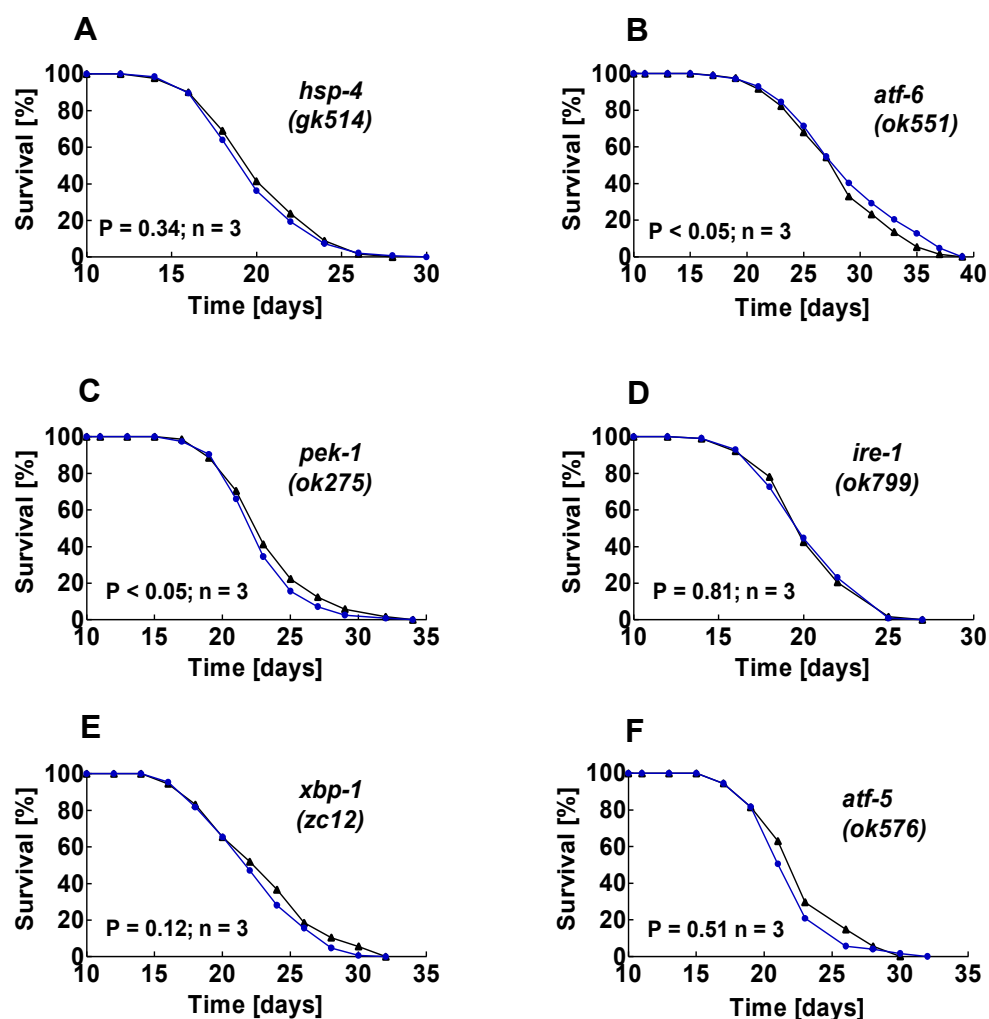 A
Survival [%]
100
80
60
40
20
0
hsp-4
(gk514)
P = 0.34; n = 3
10 15 20 25 30
Time [days]
B
Survival [%]
100
80
60
40
20
0
atf-6
(ok551)
P < 0.05; n = 3
10 15 20 25 30 35 40
Time [days]
C
Survival [%]
100
80
60
40
20
0
pek-1
(ok275)
P < 0.05; n = 3
10 15 20 25 30 35
Time [days]
D
Survival [%]
100
80
60
40
20
0
ire-1
(ok799)
P = 0.81; n = 3
10 15 20 25 30
Time [days]
E
Survival [%]
100
80
60
40
20
0
xbp-1
(zc12)
P = 0.12; n = 3
10 15 20 25 30 35
Time [days]
F
Survival [%]
100
80
60
40
20
0
atf-5
(ok576)
P = 0.51 n = 3
10 15 20 25 30 35
Time [days]